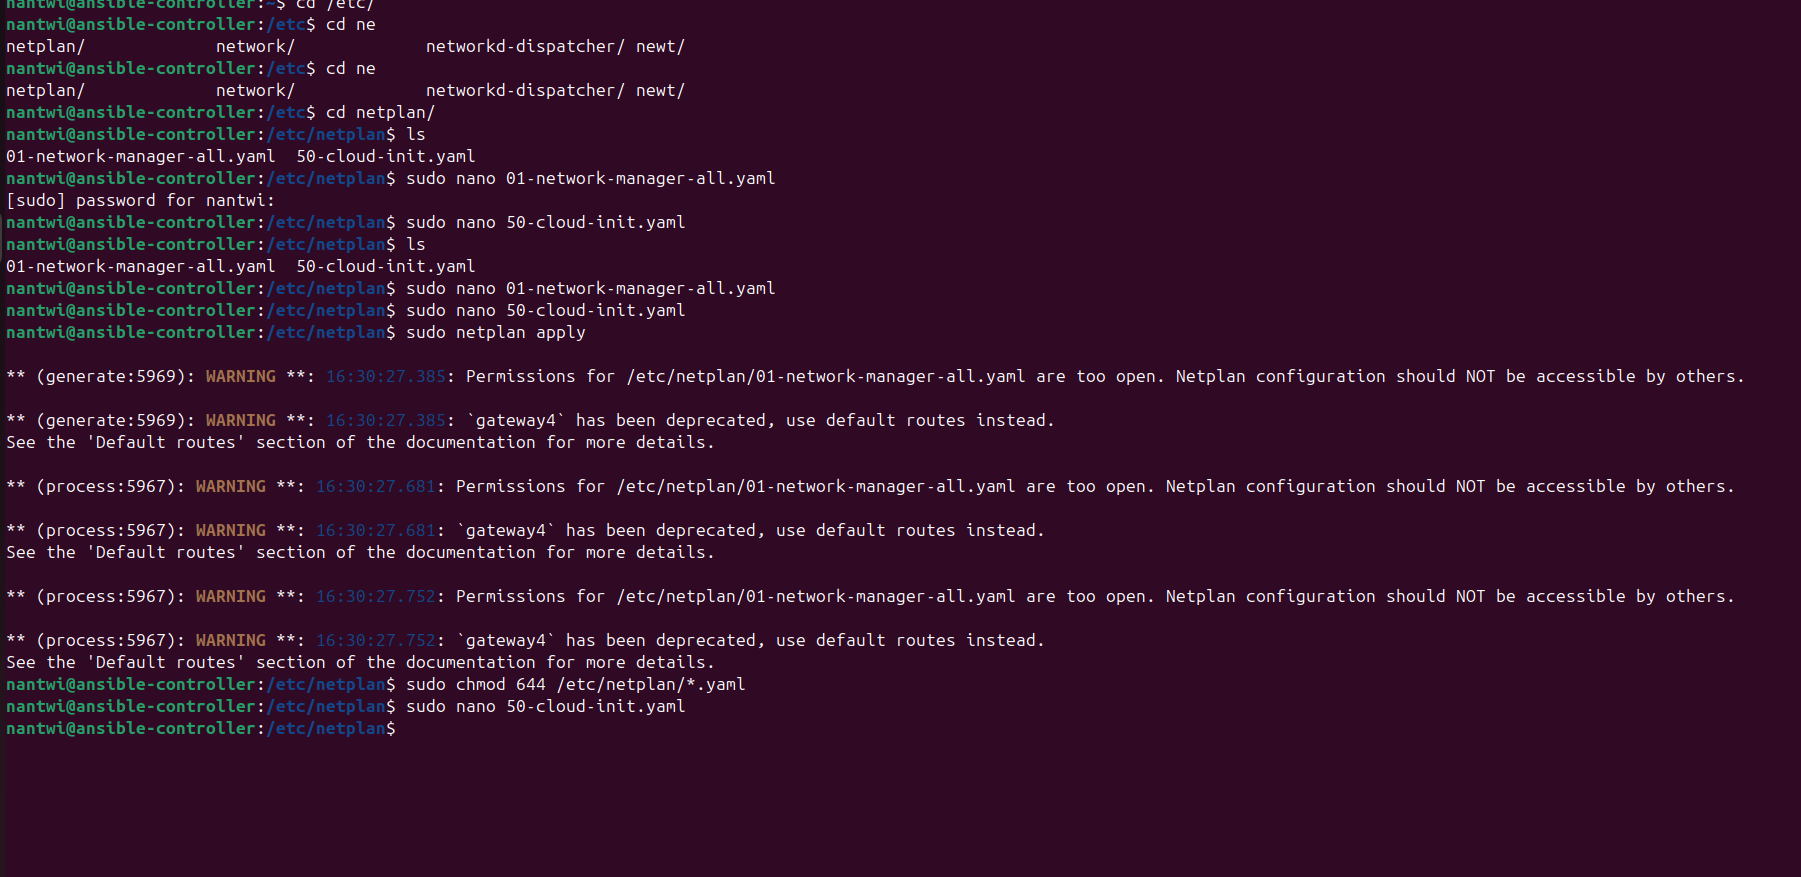 nantwi@ansible-controller:~$ cd /etc/
nantwi@ansible-controller:/etc$ cd ne
netplan/             network/             networkd-dispatcher/ newt/
nantwi@ansible-controller:/etc$ cd ne
netplan/             network/             networkd-dispatcher/ newt/
nantwi@ansible-controller:/etc$ cd netplan/
nantwi@ansible-controller:/etc/netplan$ ls
01-network-manager-all.yaml  50-cloud-init.yaml
nantwi@ansible-controller:/etc/netplan$ sudo nano 01-network-manager-all.yaml
[sudo] password for nantwi:
nantwi@ansible-controller:/etc/netplan$ sudo nano 50-cloud-init.yaml
nantwi@ansible-controller:/etc/netplan$ ls
01-network-manager-all.yaml  50-cloud-init.yaml
nantwi@ansible-controller:/etc/netplan$ sudo nano 01-network-manager-all.yaml
nantwi@ansible-controller:/etc/netplan$ sudo nano 50-cloud-init.yaml
nantwi@ansible-controller:/etc/netplan$ sudo netplan apply
** (generate:5969): WARNING **: 16:30:27.385: Permissions for /etc/netplan/01-network-manager-all.yaml are too open. Netplan configuration should NOT be accessible by others.
** (generate:5969): WARNING **: 16:30:27.385: `gateway4` has been deprecated, use default routes instead.
See the 'Default routes' section of the documentation for more details.
** (process:5967): WARNING **: 16:30:27.681: Permissions for /etc/netplan/01-network-manager-all.yaml are too open. Netplan configuration should NOT be accessible by others.
** (process:5967): WARNING **: 16:30:27.681: `gateway4` has been deprecated, use default routes instead.
See the 'Default routes' section of the documentation for more details.
** (process:5967): WARNING **: 16:30:27.752: Permissions for /etc/netplan/01-network-manager-all.yaml are too open. Netplan configuration should NOT be accessible by others.
** (process:5967): WARNING **: 16:30:27.752: `gateway4` has been deprecated, use default routes instead.
See the 'Default routes' section of the documentation for more details.
nantwi@ansible-controller:/etc/netplan$ sudo chmod 644 /etc/netplan/*.yaml
nantwi@ansible-controller:/etc/netplan$ sudo nano 50-cloud-init.yaml
nantwi@ansible-controller:/etc/netplan$